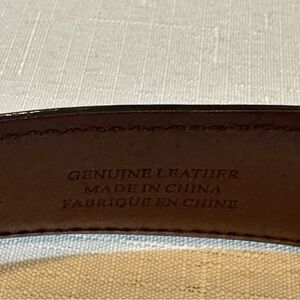 GENUINE LEATHER
MADE IN CHINA
FABRIQUE EN CHINE